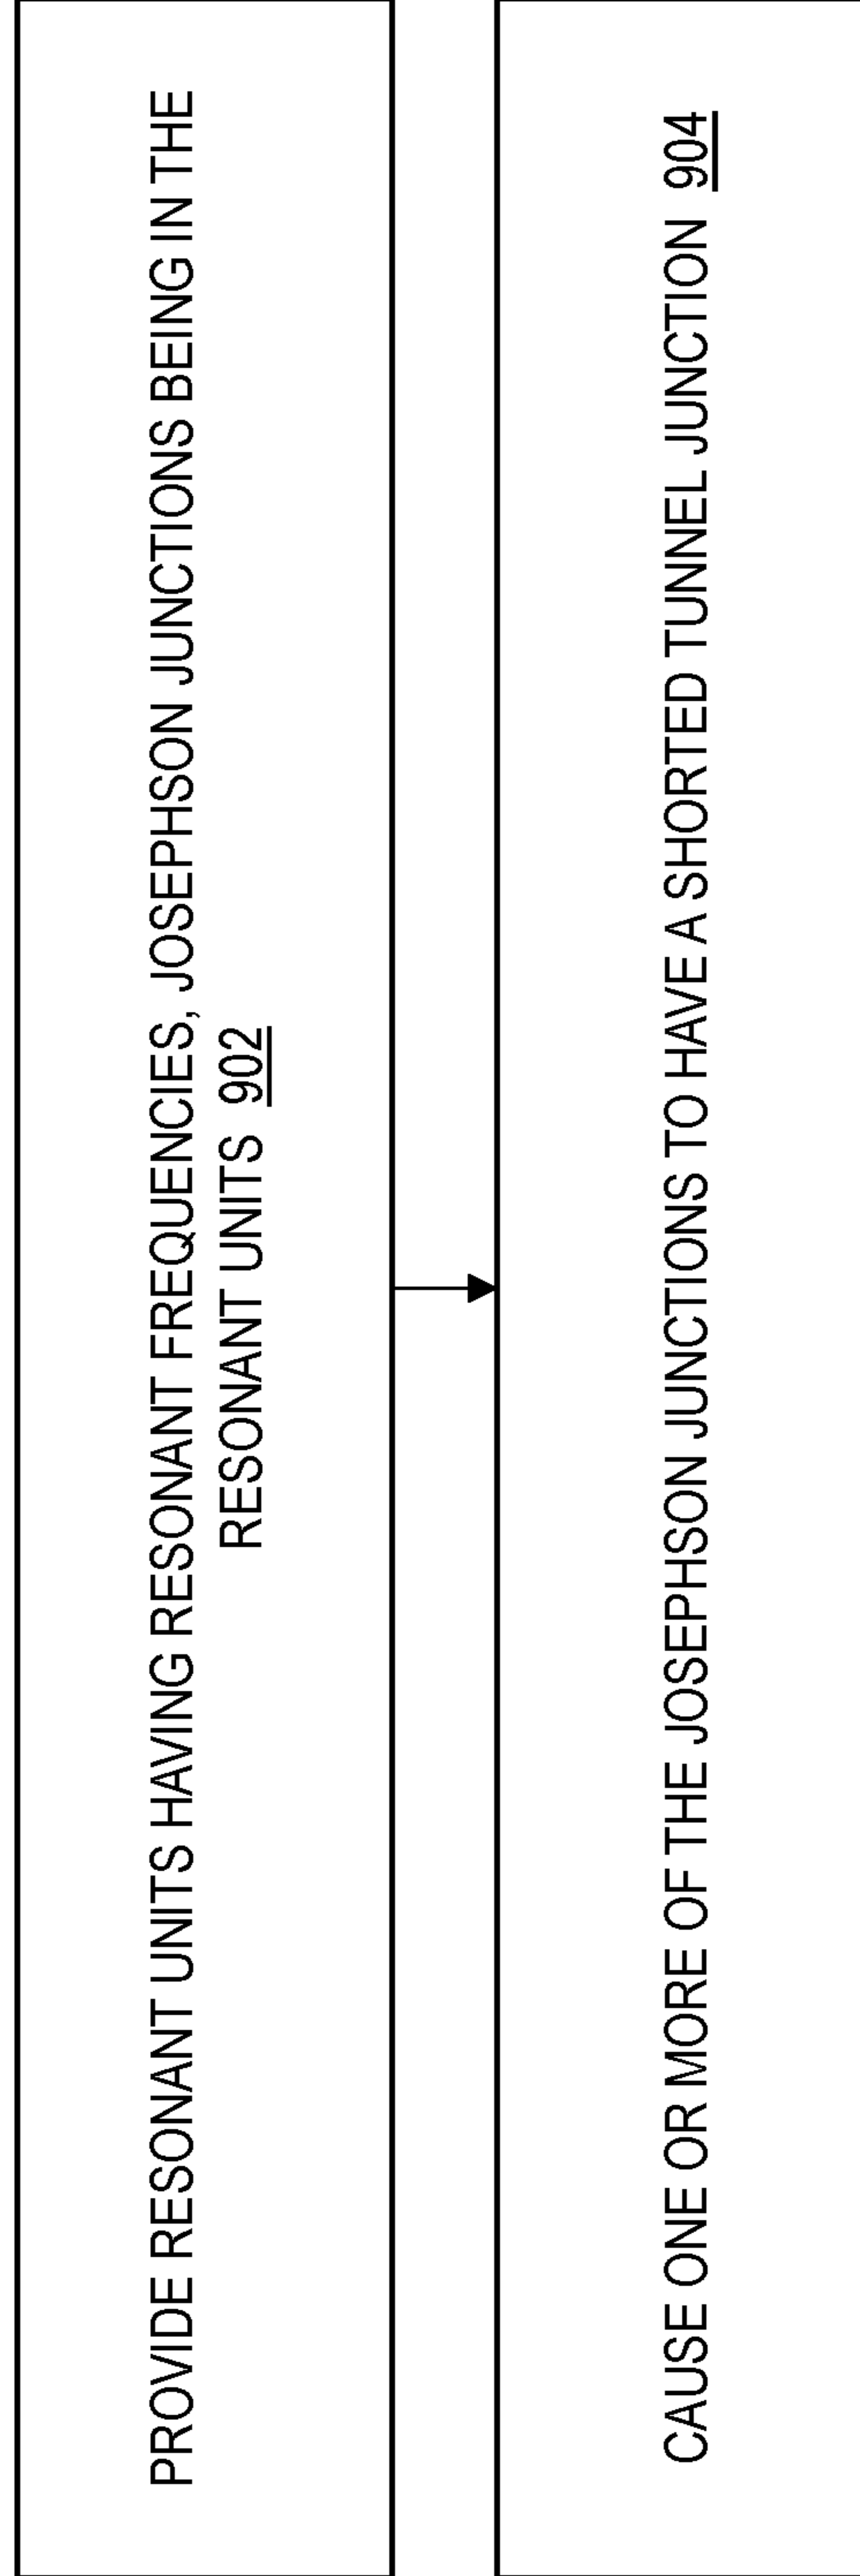 PROVIDE RESONANT UNITS HAVING RESONANT FREQUENCIES, JOSEPHSON JUNCTIONS BEING IN THE
RESONANT UNITS 902
CAUSE ONE OR MORE OF THE JOSEPHSON JUNCTIONS TO HAVE A SHORTED TUNNEL JUNCTION 904